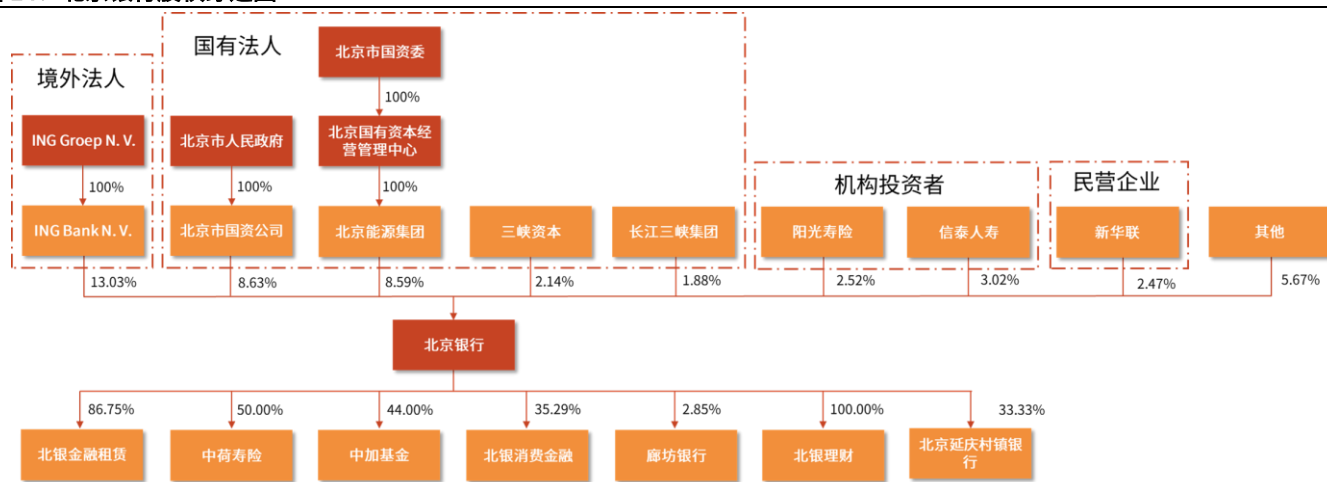 国有法人
北京市国资委
境外法人
100%
ING Groep N. V.
北京市人民政府
北京国有资本经
营管理中心
100%
100%
100%
机构投资者
民营企业
ING Bank N. V.
北京市国资公司
北京能源集团
三峡资本
长江三峡集团
阳光寿险
信泰人寿
新华联
其他
13.03%
8.63%
8.59%
2.14%
1.88%
2.52%
3.02%
2.47%
5.67%
北京银行
86.75%
50.00%
44.00%
35.29%
2.85%
100.00%
33.33%
北银金融租赁
中荷寿险
中加基金
北银消费金融
廊坊银行
北银理财
北京延庆村镇银
行